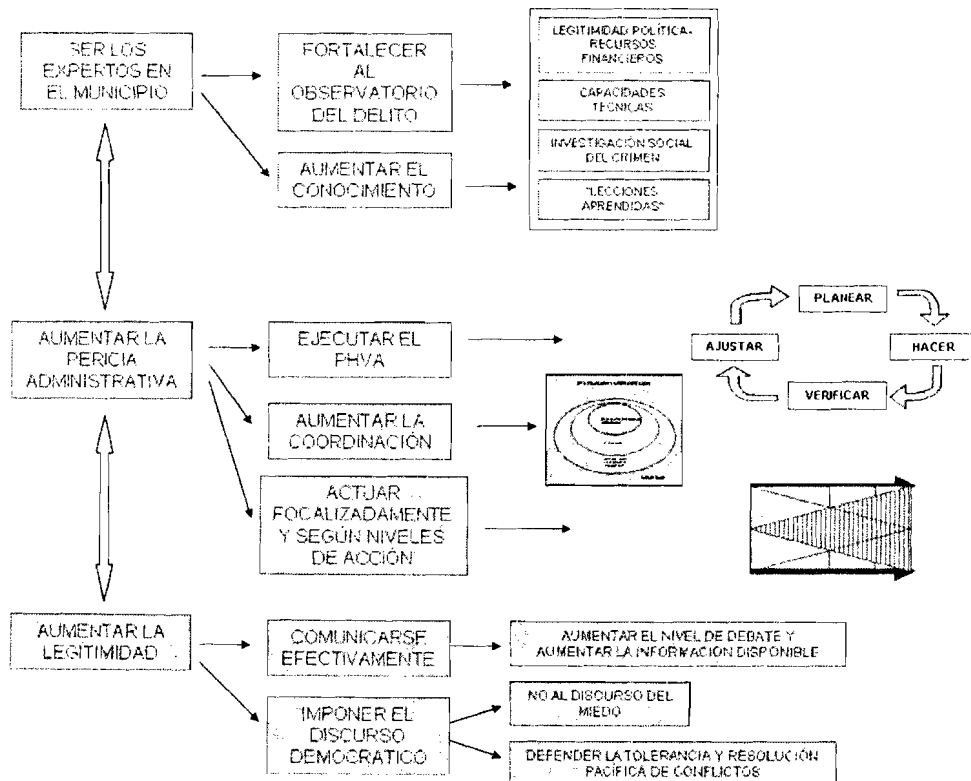 SER LOS
EXPERTOS EN
EL MUNICIPIO
FORTALECER
AL
OBSERVATORIO
DEL DELITO
AUMENTAR EL
CONOCIMIENTO
LEGITIMIDAD POLÍTICA-
RECURSOS
FINANCIEROS
CAPACIDADES
TÉCNICAS
INVESTIGACIÓN SOCIAL
DEL CRIMEN
"LECCIONES
APRENDIDAS"
AUMENTAR LA
PERICIA
ADMINISTRATIVA
EJECUTAR EL
PHVA
AUMENTAR LA
COORDINACIÓN
ACTUAR
FOCALIZADAMENTE
Y SEGÚN NIVELES
DE ACCIÓN
PLANEAR
AJUSTAR
HACER
VERIFICAR
AUMENTAR LA
LEGITIMIDAD
COMUNICARSE
EFECTIVAMENTE
AUMENTAR EL NIVEL DE DEBATE Y
AUMENTAR LA INFORMACIÓN DISPONIBLE
"IMPONER EL
DISCURSO
DEMOCRÁTICO
NO AL DISCURSO DEL
MIEDO
DEFENDER LA TOLERANCIA Y RESOLUCIÓN
PACÍFICA DE CONFLICTOS